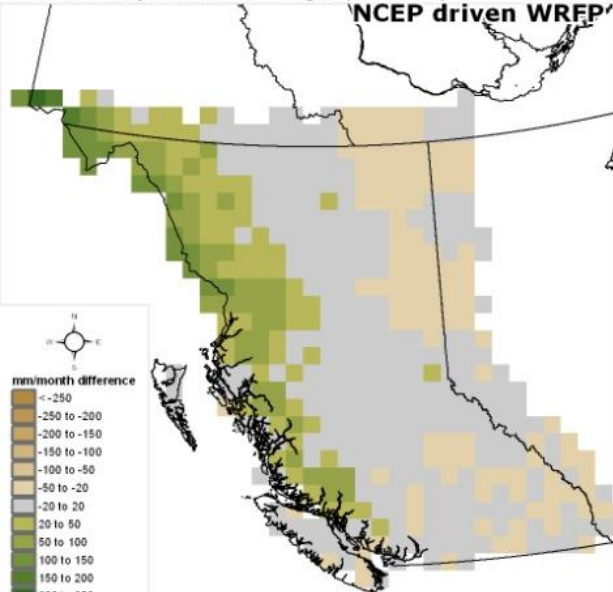 NCEP driven WRFP
N
W
E
S
mm/month difference
< -250
-250 to -200
-200 to -150
-150 to -100
-100 to -50
-50 to -20
-20 to 20
20 to 50
50 to 100
100 to 150
150 to 200